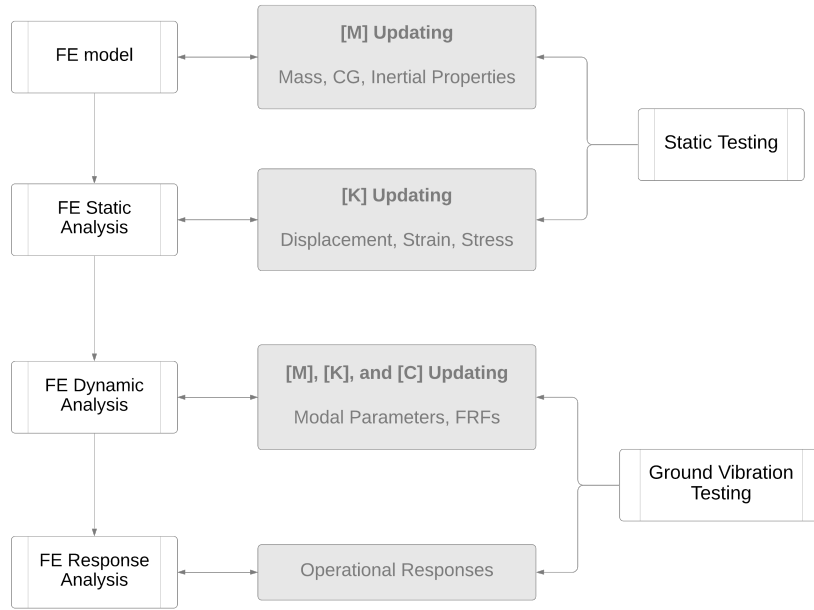 FE model
[M] Updating
Mass, CG, Inertial Properties
Static Testing
FE Static
Analysis
[K] Updating
Displacement, Strain, Stress
FE Dynamic
Analysis
[M], [K], and [C] Updating
Modal Parameters, FRFs
Ground Vibration
Testing
FE Response
Analysis
Operational Responses